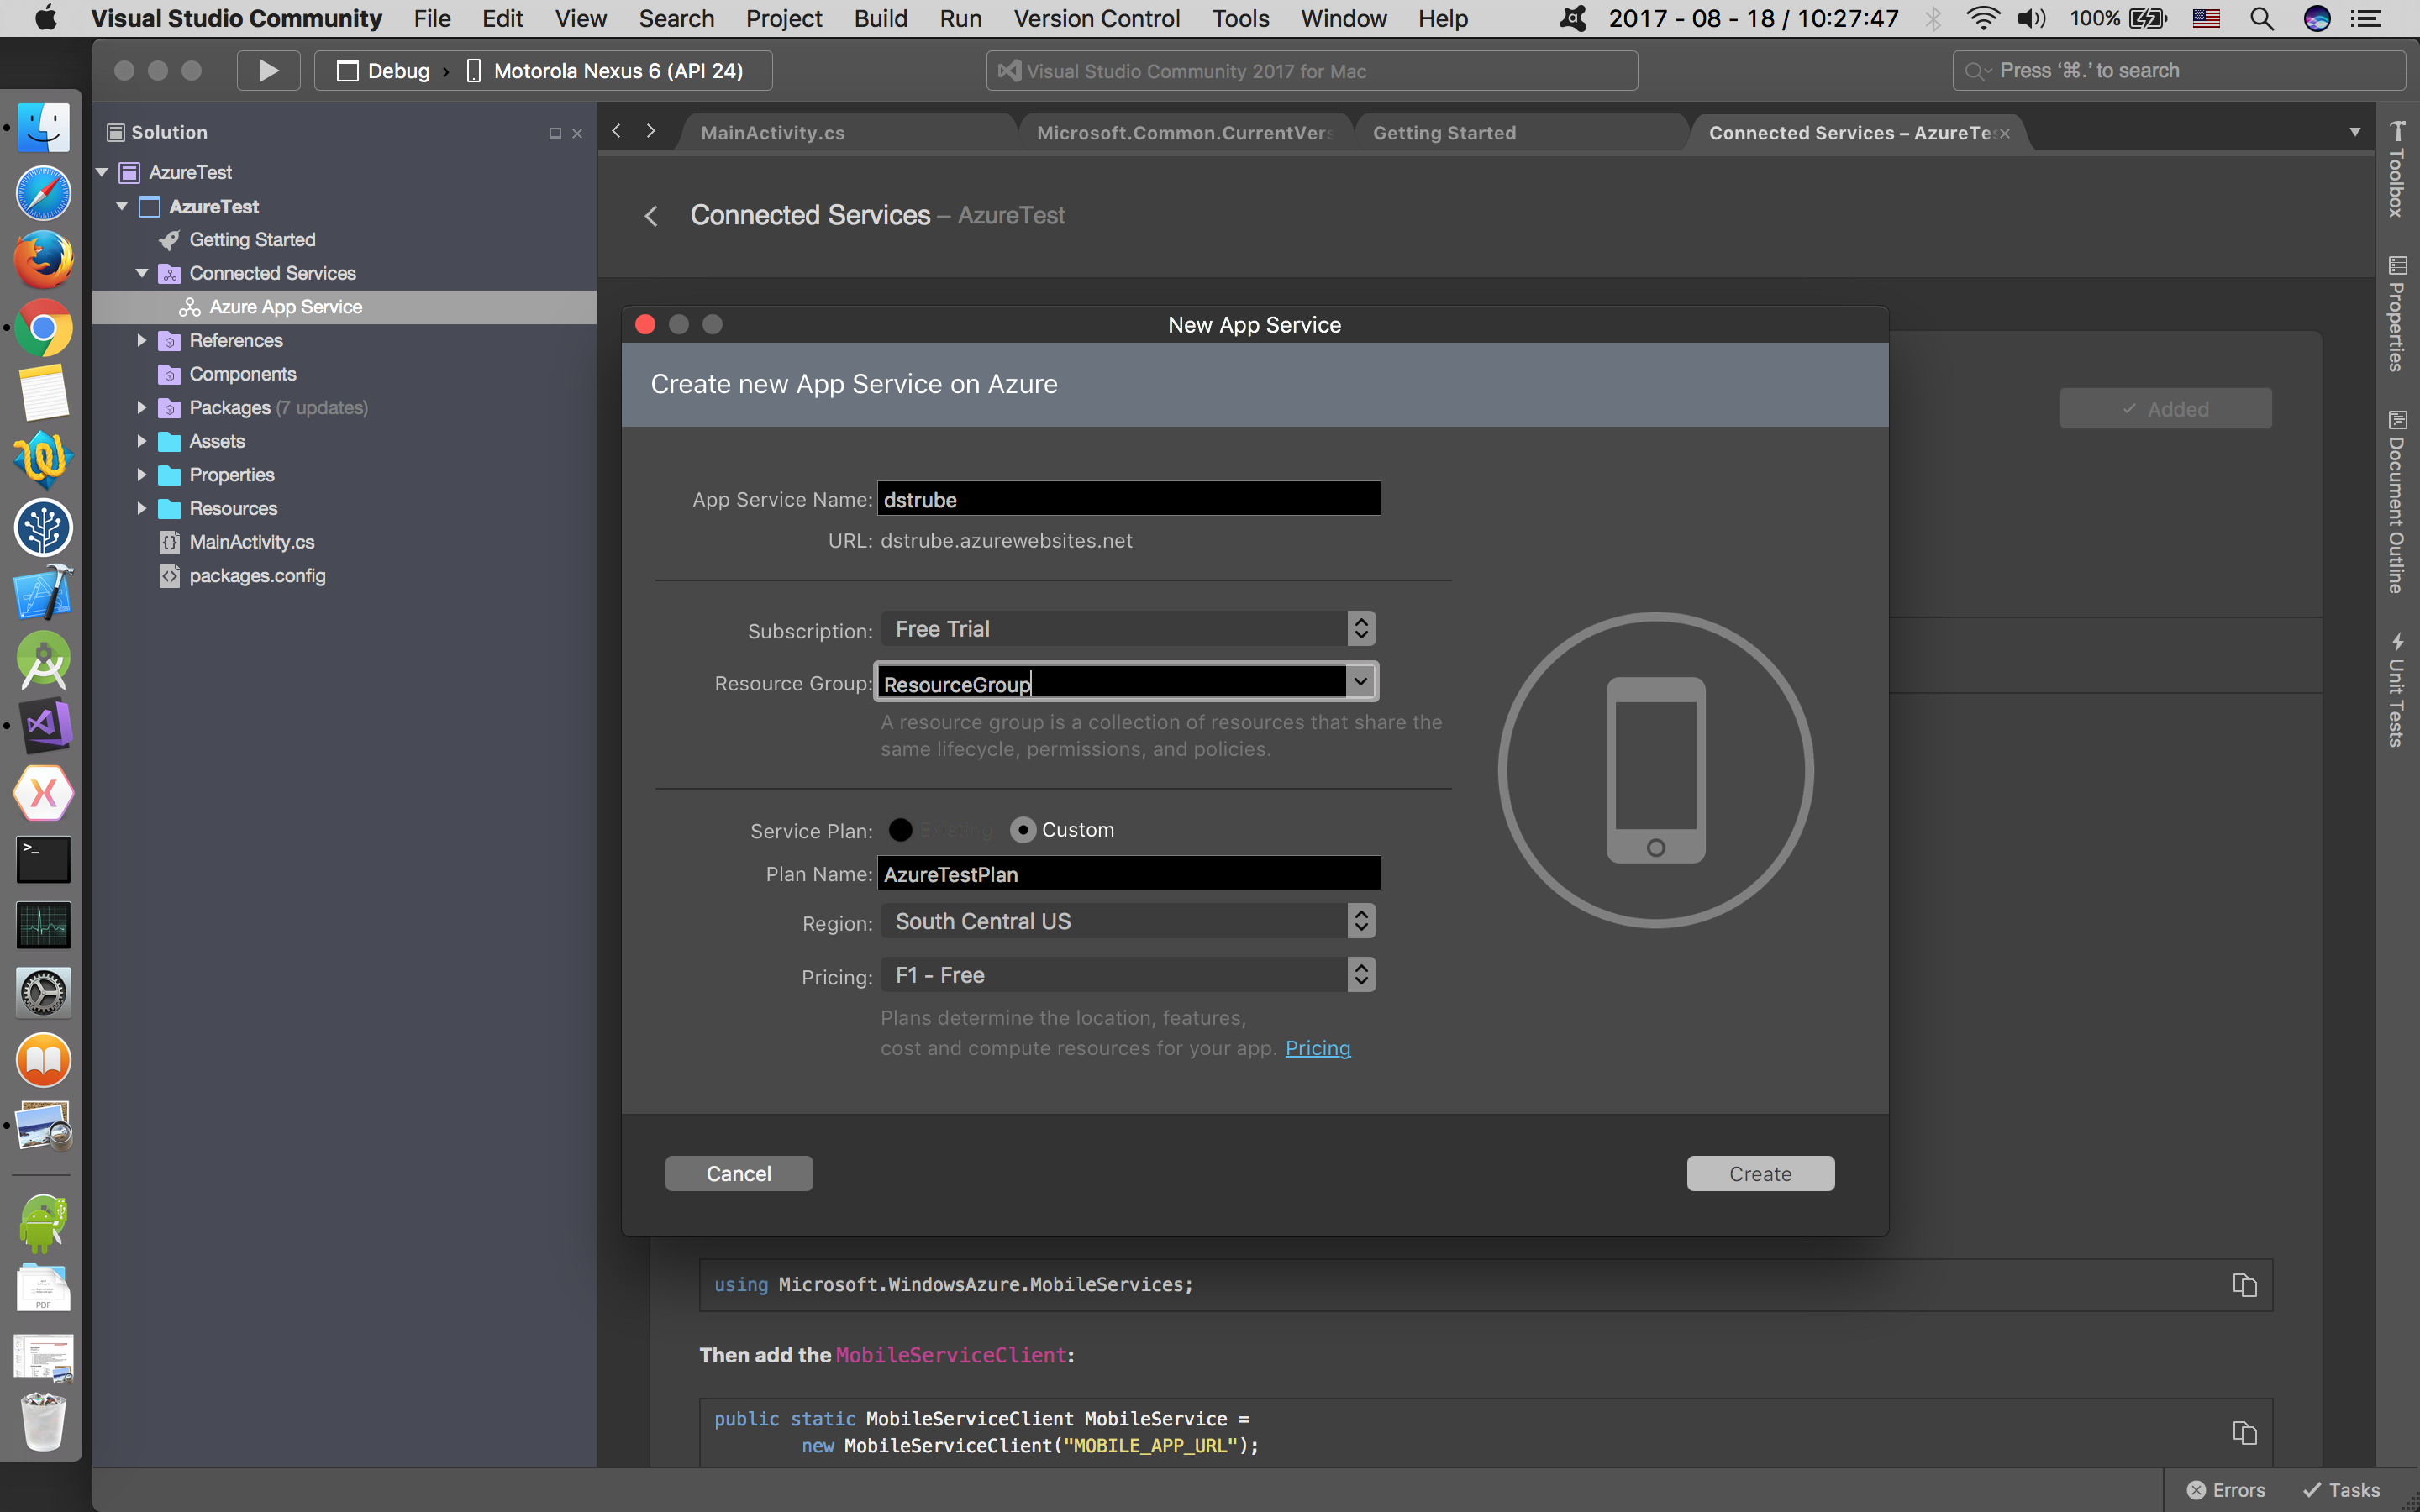 Visual Studio Community File Edit View Search Project Build Run Version Control Tools Window Help 2017 - 08 - 18 / 10:27:47 100%
Debug › Motorola Nexus 6 (API 24) Visual Studio Community 2017 for Mac Press ‘⌘.’ to search
Solution
AzureTest
AzureTest
Getting Started
Connected Services
Azure App Service
References
Components
Packages (7 updates)
Assets
Properties
Resources
MainActivity.cs
packages.config
MainActivity.cs Microsoft.Common.CurrentVers Getting Started Connected Services – AzureTes
Connected Services – AzureTest
Added
New App Service
Create new App Service on Azure
App Service Name: dstrube
URL: dstrube.azurewebsites.net
Subscription: Free Trial
Resource Group: ResourceGroup
A resource group is a collection of resources that share the
same lifecycle, permissions, and policies.
Service Plan: Existing Custom
Plan Name: AzureTestPlan
Region: South Central US
Pricing: F1 - Free
Plans determine the location, features,
cost and compute resources for your app. Pricing
Cancel Create
using Microsoft.WindowsAzure.MobileServices;
Then add the MobileServiceClient:
public static MobileServiceClient MobileService =
new MobileServiceClient("MOBILE_APP_URL");
Toolbox
Properties
Document Outline
Unit Tests
Errors Tasks
PDF